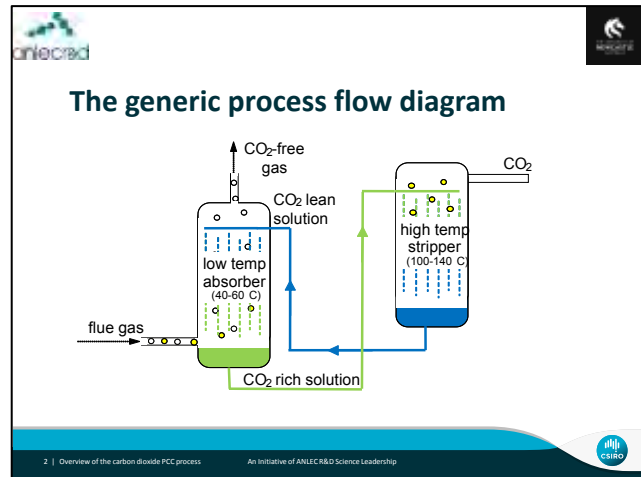 anlecr&d
NEWCASTLE
The generic process flow diagram
CO2-free
gas
CO2
CO2 lean
solution
high temp
stripper
(100-140 C)
low temp
absorber
(40-60 C)
flue gas
CO2 rich solution
2 | Overview of the carbon dioxide PCC process
An Initiative of ANLEC R&D Science Leadership
CSIRO